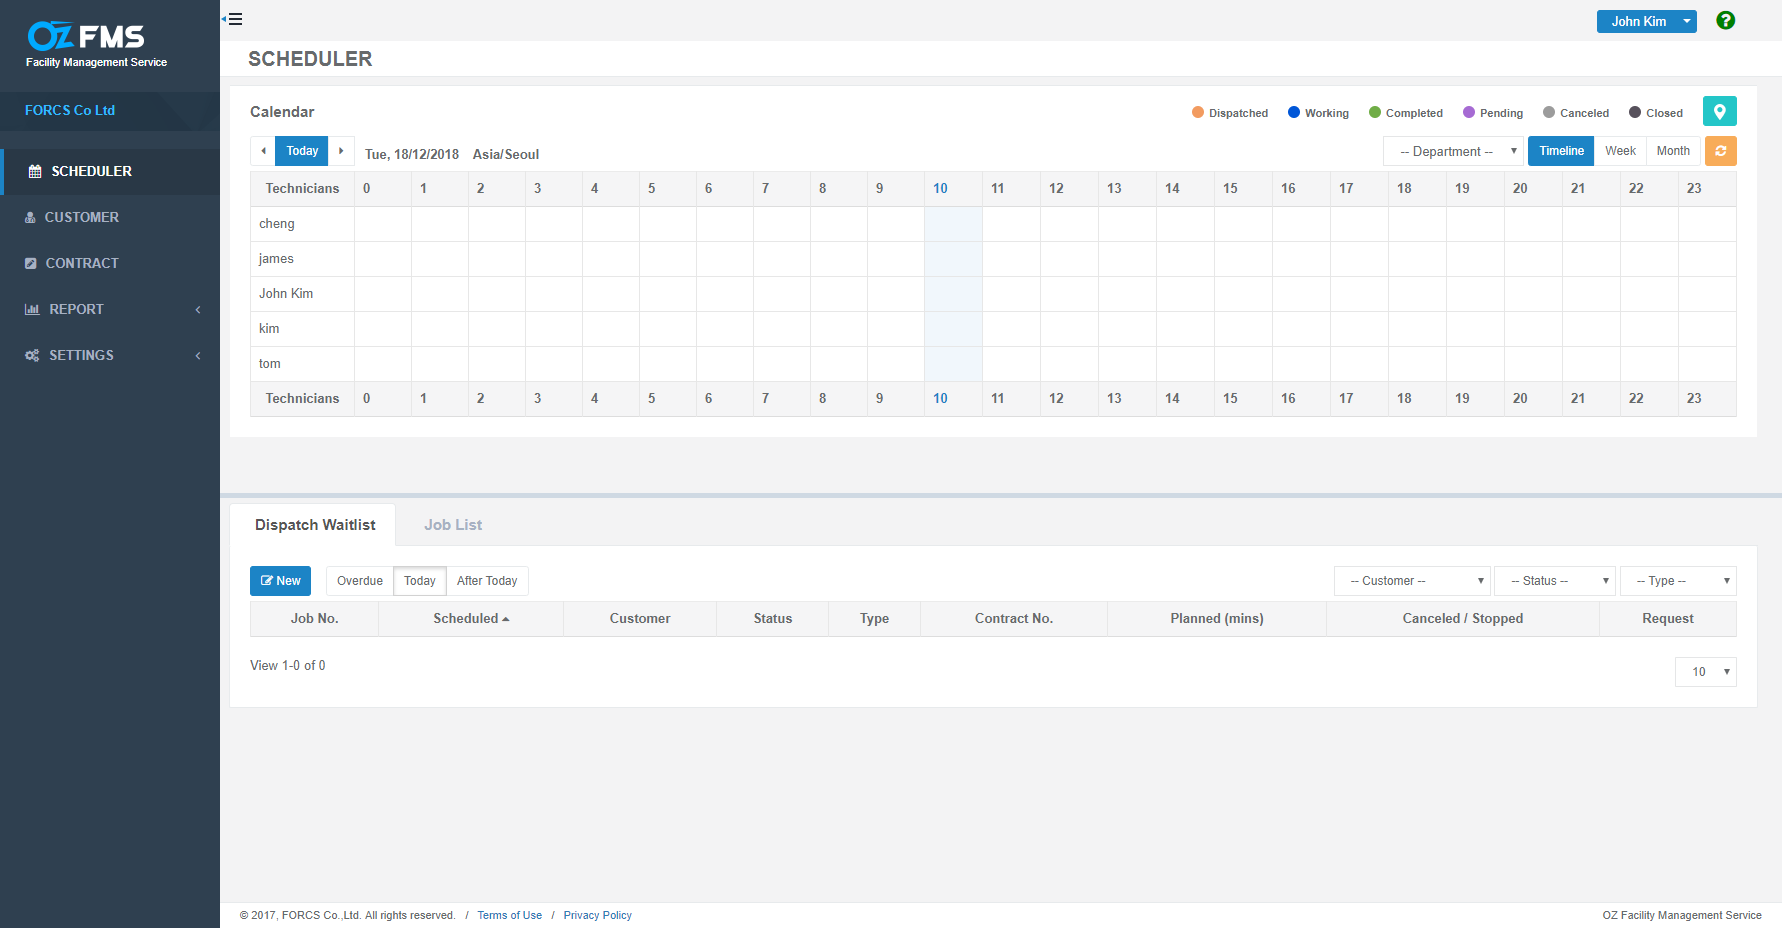 OZ FMS
Facility Management Service
FORCS Co Ltd
SCHEDULER
CUSTOMER
CONTRACT
REPORT
SETTINGS
John Kim
SCHEDULER
Calendar
Dispatched Working Completed Pending Canceled Closed
Today Tue, 18/12/2018 Asia/Seoul
-- Department -- Timeline Week Month
Technicians 0 1 2 3 4 5 6 7 8 9 10 11 12 13 14 15 16 17 18 19 20 21 22 23
cheng
james
John Kim
kim
tom
Technicians 0 1 2 3 4 5 6 7 8 9 10 11 12 13 14 15 16 17 18 19 20 21 22 23
Dispatch Waitlist Job List
New Overdue Today After Today -- Customer -- -- Status -- -- Type --
Job No. Scheduled Customer Status Type Contract No. Planned (mins) Canceled / Stopped Request
View 1-0 of 0
10
© 2017, FORCS Co.,Ltd. All rights reserved. / Terms of Use / Privacy Policy
OZ Facility Management Service